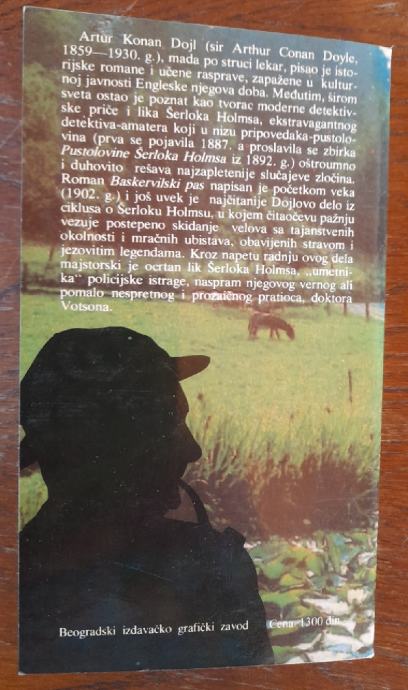 Artur Konan Dojl (sir Arthur Conan Doyle,
1859—1930. g.), mada po struci lekar, pisao je isto-
rijske romane i učene rasprave, zapažene u kultur-
noj javnosti Engleske njegova doba. Međutim, širom
sveta ostao je poznat kao tvorac moderne detektiv-
ske priče i lika Šerloka Holmsa, ekstravagantnog
detektiva-amatera koji u nizu pripovedaka-pustolo-
vina (prva se pojavila 1887. a proslavila se zbirka
Pustolovine Šerloka Holmsa iz 1892. g.) oštroumno
i duhovito rešava najzapletenije slučajeve zločina.
Roman Baskervilski pas napisan je početkom veka
(1902. g.) i još uvek je najčitanije Dojlovo delo iz
ciklusa o Šerloku Holmsu, u kojem čitaočevu pažnju
vezuje postepeno skidanje velova sa tajanstvenih
okolnosti i mračnih ubistava, obavijenih stravom i
jezovitim legendama. Kroz napetu radnju ovog dela
majstorski je ocrtan lik Šerloka Holmsa, „umetni-
ka“ policijske istrage, naspram njegovog vernog ali
pomalo nespretnog i prozaičnog pratioca, doktora
Votsona.
Beogradski izdavačko grafički zavod Cena 1300 din.